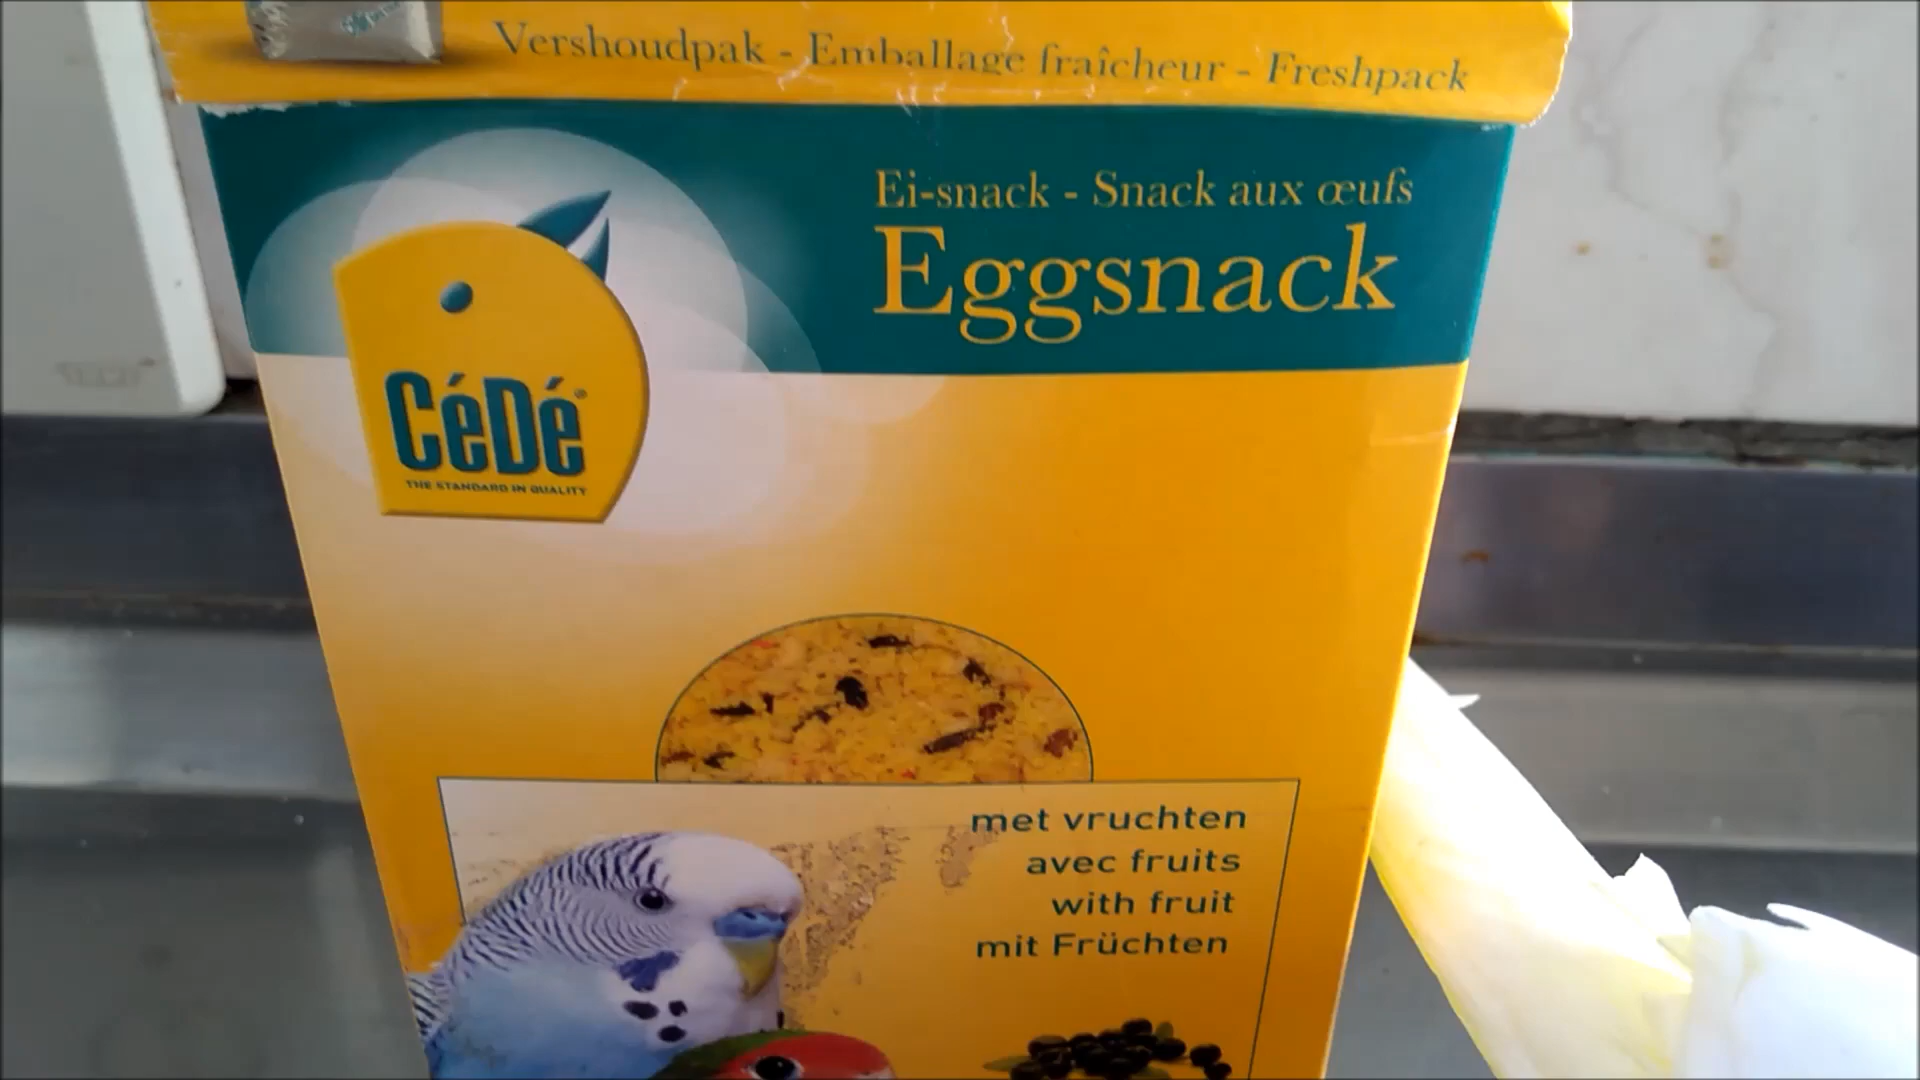 Vershoudpak - Emballage fraîcheur - Freshpack
Ei-snack - Snack aux œufs
Eggsnack
CéDé®
THE STANDARD IN QUALITY
met vruchten
avec fruits
with fruit
mit Früchten